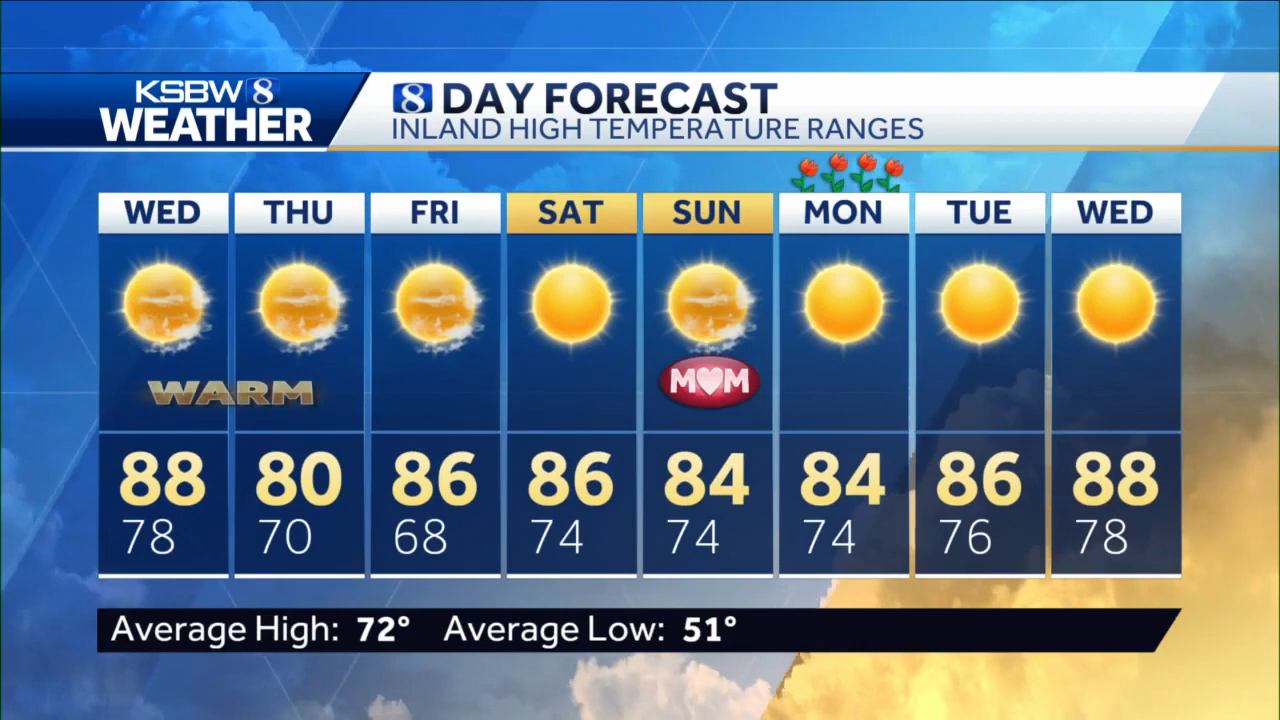 KSBW 8
WEATHER
8 DAY FORECAST
INLAND HIGH TEMPERATURE RANGES
WED THU FRI SAT SUN MON TUE WED
WARM
MOM
88 80 86 86 84 84 86 88
78 70 68 74 74 74 76 78
Average High: 72° Average Low: 51°